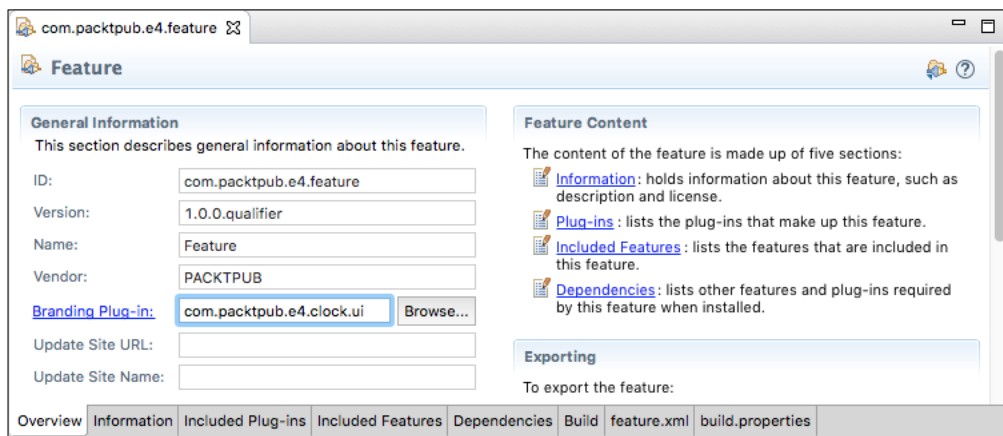 com.packtpub.e4.feature
Feature
General Information
This section describes general information about this feature.
ID: com.packtpub.e4.feature
Version: 1.0.0.qualifier
Name: Feature
Vendor: PACKTPUB
Branding Plug-in: com.packtpub.e4.clock.ui Browse...
Update Site URL:
Update Site Name:
Feature Content
The content of the feature is made up of five sections:
Information: holds information about this feature, such as
description and license.
Plug-ins : lists the plug-ins that make up this feature.
Included Features : lists the features that are included in
this feature.
Dependencies: lists other features and plug-ins required
by this feature when installed.
Exporting
To export the feature:
Overview Information Included Plug-ins Included Features Dependencies Build feature.xml build.properties